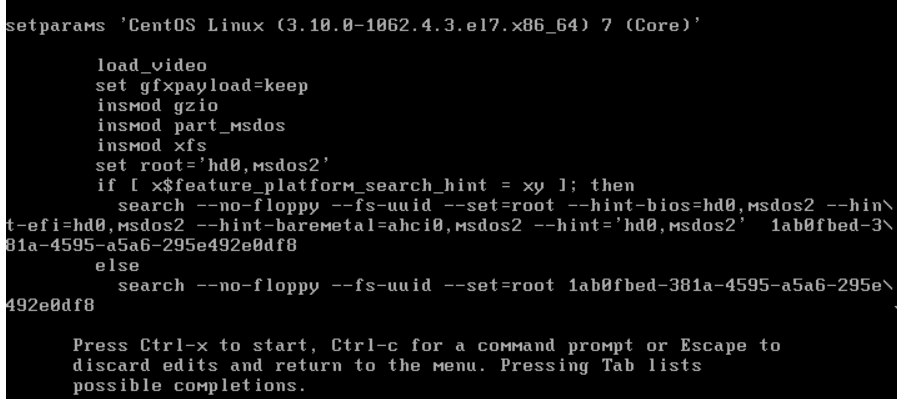 setparams 'CentOS Linux (3.10.0-1062.4.3.el7.x86_64) 7 (Core)'
load_video
set gfxpayload=keep
insmod gzio
insmod part_msdos
insmod xfs
set root='hd0,msdos2'
if [ x$feature_platform_search_hint = xy ]; then
search --no-floppy --fs-uuid --set=root --hint-bios=hd0,msdos2 --hin\
t-efi=hd0,msdos2 --hint-baremetal=ahci0,msdos2 --hint='hd0,msdos2'  1ab0fbed-3\
81a-4595-a5a6-295e492e0df8
else
search --no-floppy --fs-uuid --set=root 1ab0fbed-381a-4595-a5a6-295e\
492e0df8
Press Ctrl-x to start, Ctrl-c for a command prompt or Escape to
discard edits and return to the menu. Pressing Tab lists
possible completions.